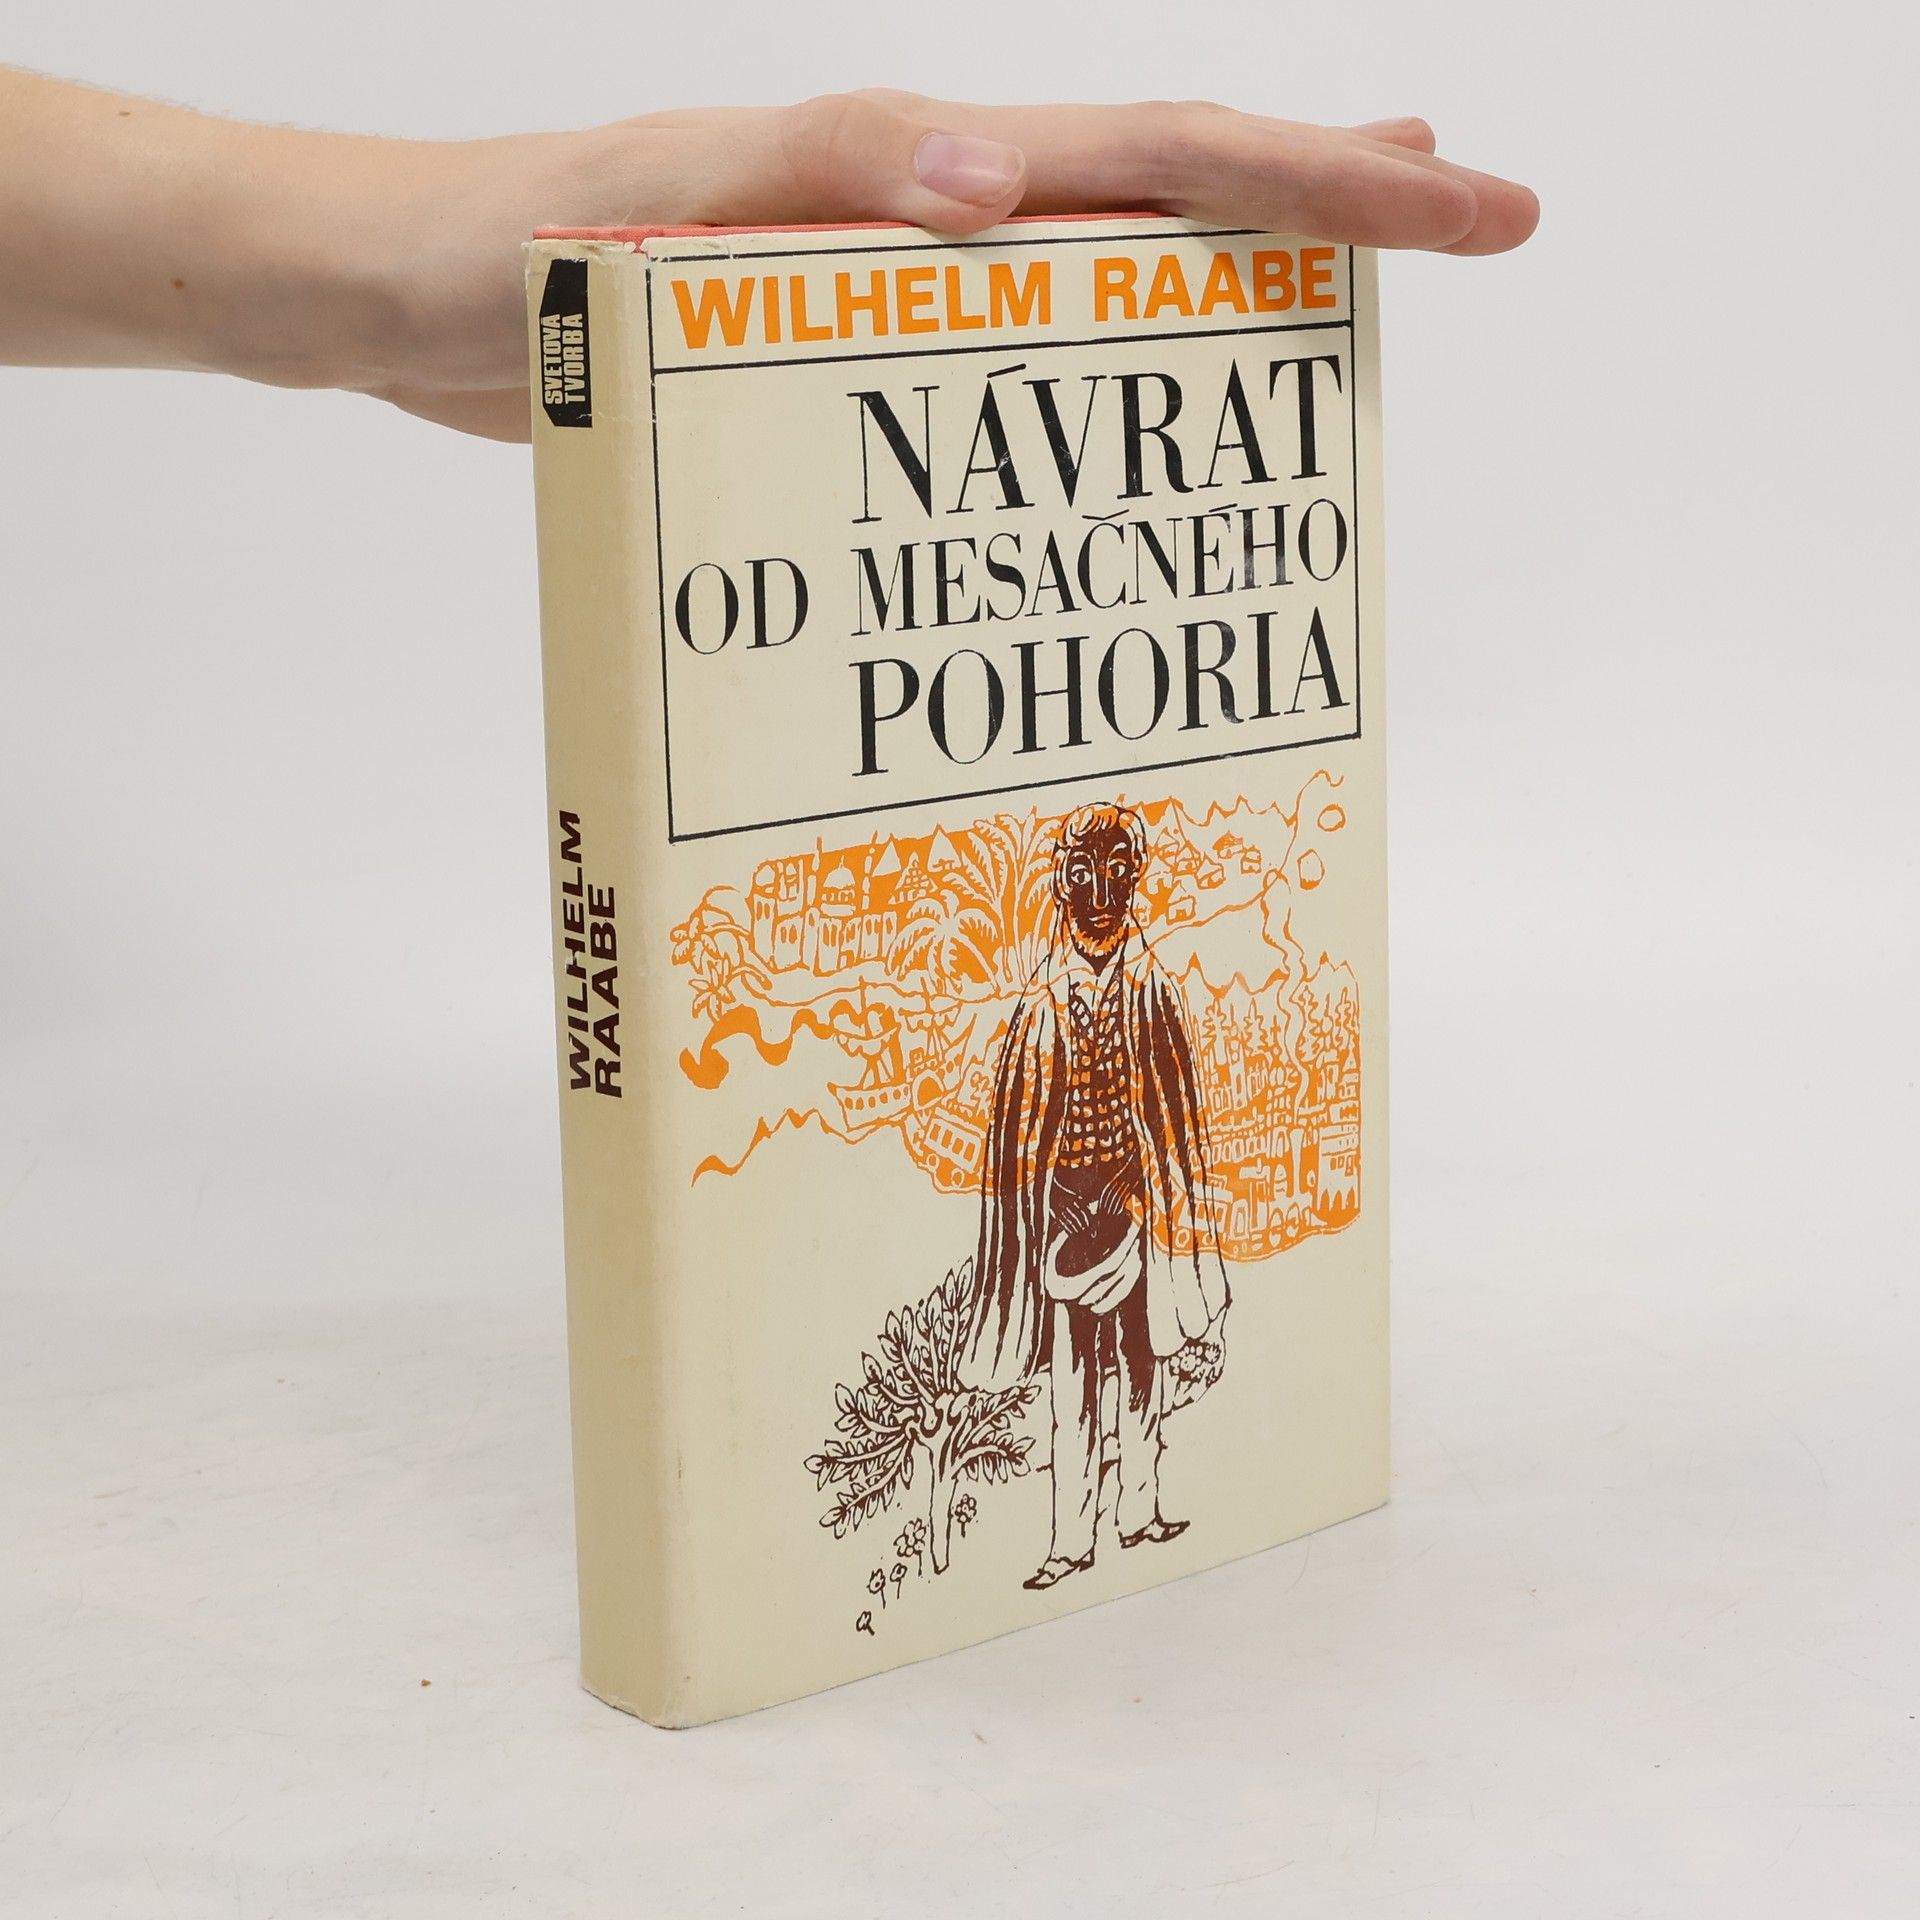 SVETOVÁ
TVORBA
WILHELM
RAABE
WILHELM RAABE
NÁVRAT
OD MESAČNÉHO
POHORIA